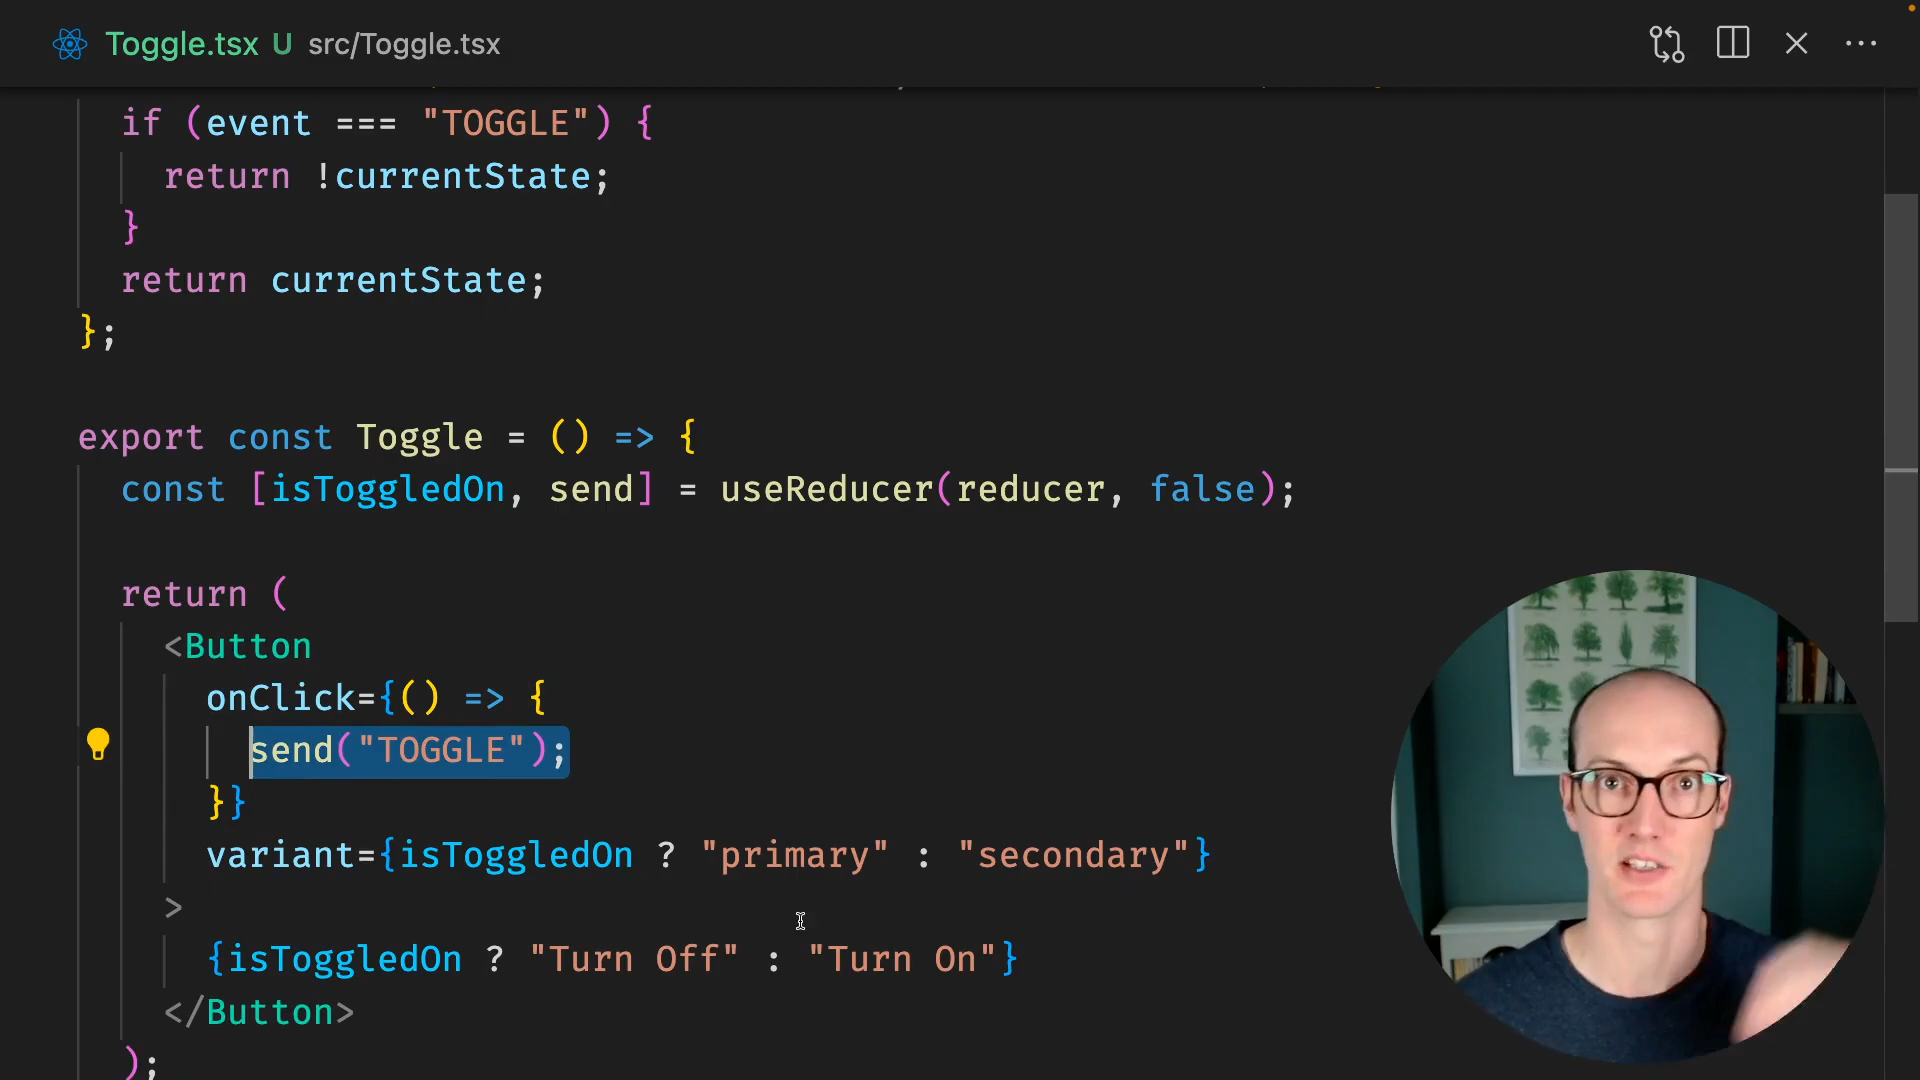 Toggle.tsx U src/Toggle.tsx
if (event === "TOGGLE") {
return !currentState;
}
return currentState;
};
export const Toggle = () => {
const [isToggledOn, send] = useReducer(reducer, false);
return (
<Button
onClick={() => {
send("TOGGLE");
}}
variant={isToggledOn ? "primary" : "secondary"}
>
{isToggledOn ? "Turn Off" : "Turn On"}
</Button>
);